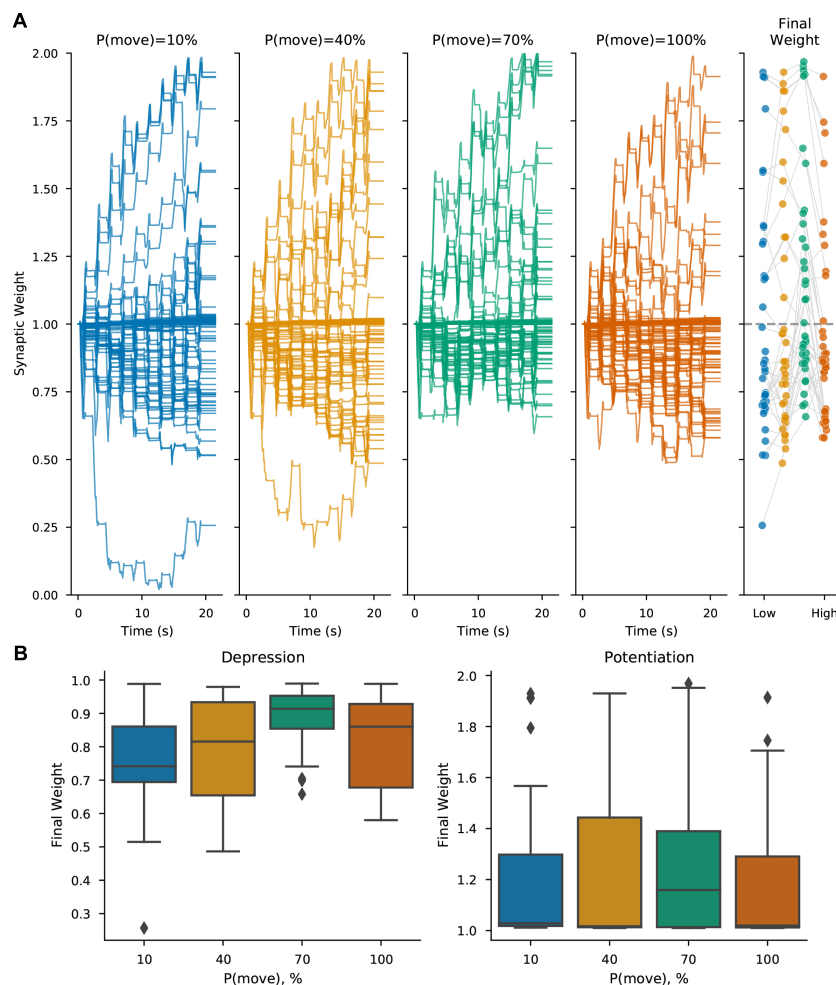 A
P(move)=10%
P(move)=40%
P(move)=70%
P(move)=100%
Final
Weight
Synaptic Weight
2.00
1.75
1.50
1.25
1.00
0.75
0.50
0.25
0.00
0 10 20
0 10 20
0 10 20
0 10 20
Low High
Time (s)
Time (s)
Time (s)
Time (s)
B
Depression
Final Weight
1.0
0.9
0.8
0.7
0.6
0.5
0.4
0.3
10 40 70 100
P(move), %
Potentiation
Final Weight
2.0
1.8
1.6
1.4
1.2
1.0
10 40 70 100
P(move), %